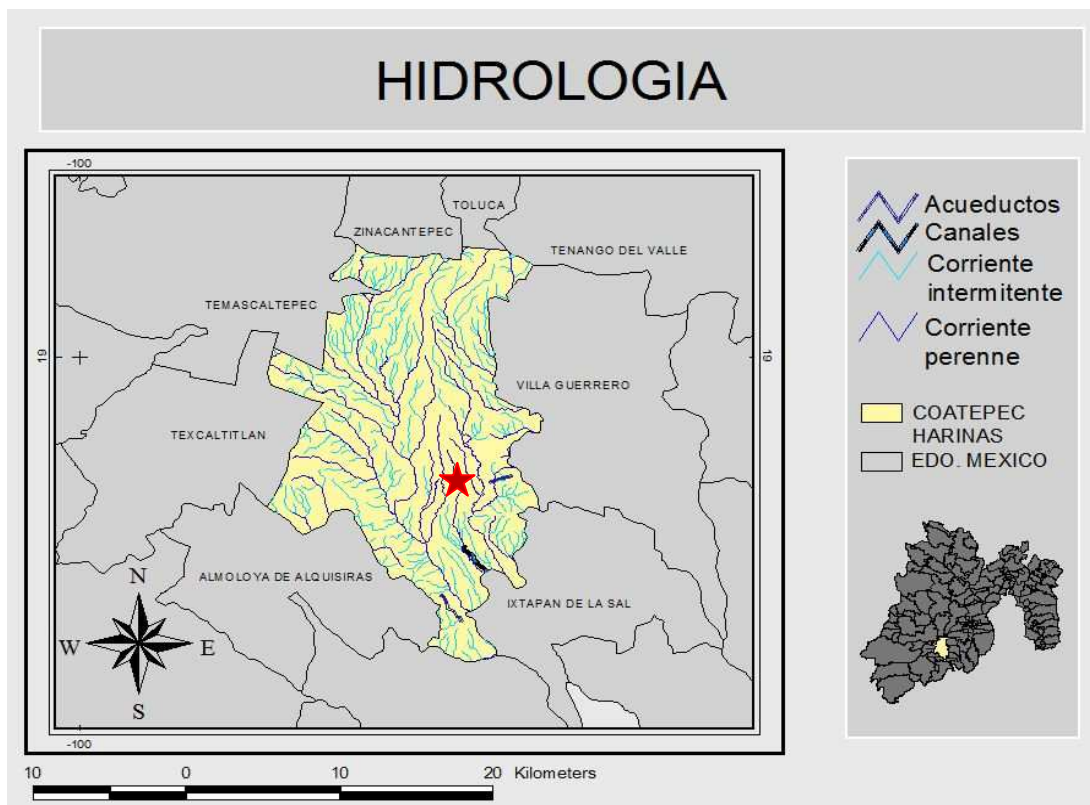 HIDROLOGIA
-100
TOLUCA
ZINACANTEPEC
TENANGO DEL VALLE
TEMASCALTEPEC
19
19
VILLA GUERRERO
TEXCALTITLAN
ALMOLOYA DE ALQUISIRAS
IXTAPAN DE LA SAL
N
W
E
S
-100
10
0
10
20 Kilometers
Acueductos
Canales
Corriente
intermitente
Corriente
perenne
COATEPEC
HARINAS
EDO. MEXICO